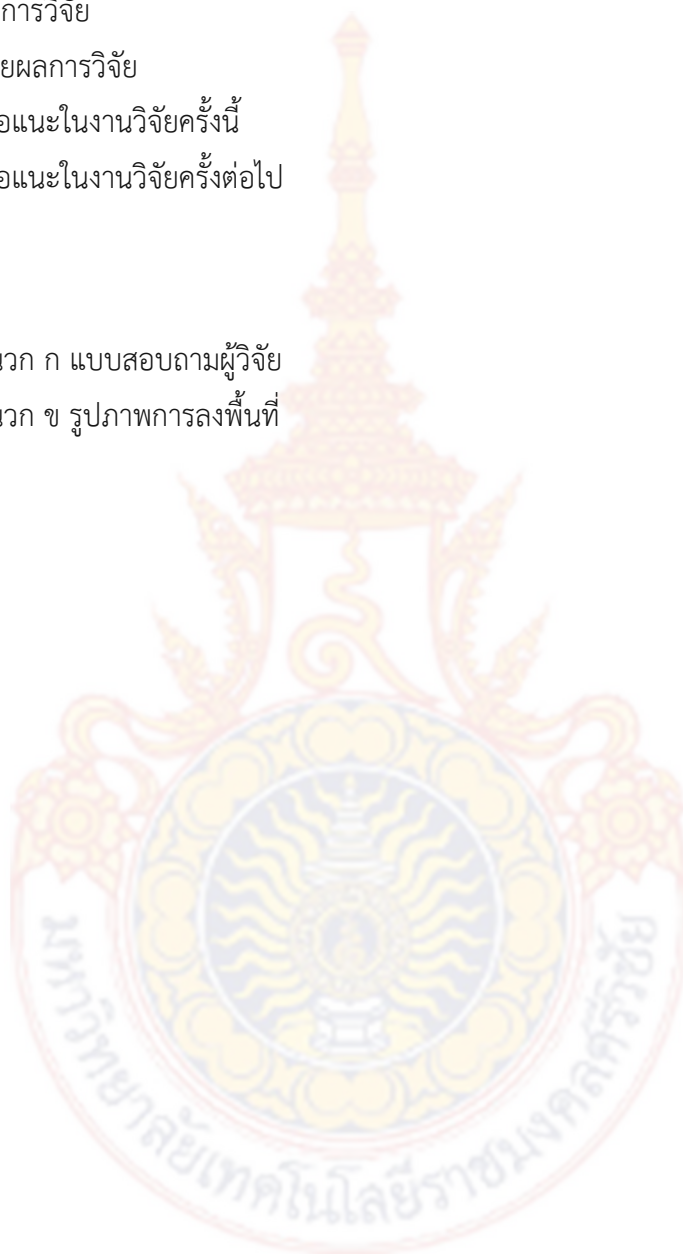 การวิจัย
ยผลการวิจัย
อแนะในงานวิจัยครั้งนี้
อแนะในงานวิจัยครั้งต่อไป
นวก ก แบบสอบถามผู้วิจัย
นวก ข รูปภาพการลงพื้นที่
มหาวิทยาลัยเทคโนโลยีราชมงคลศรีวิชัย